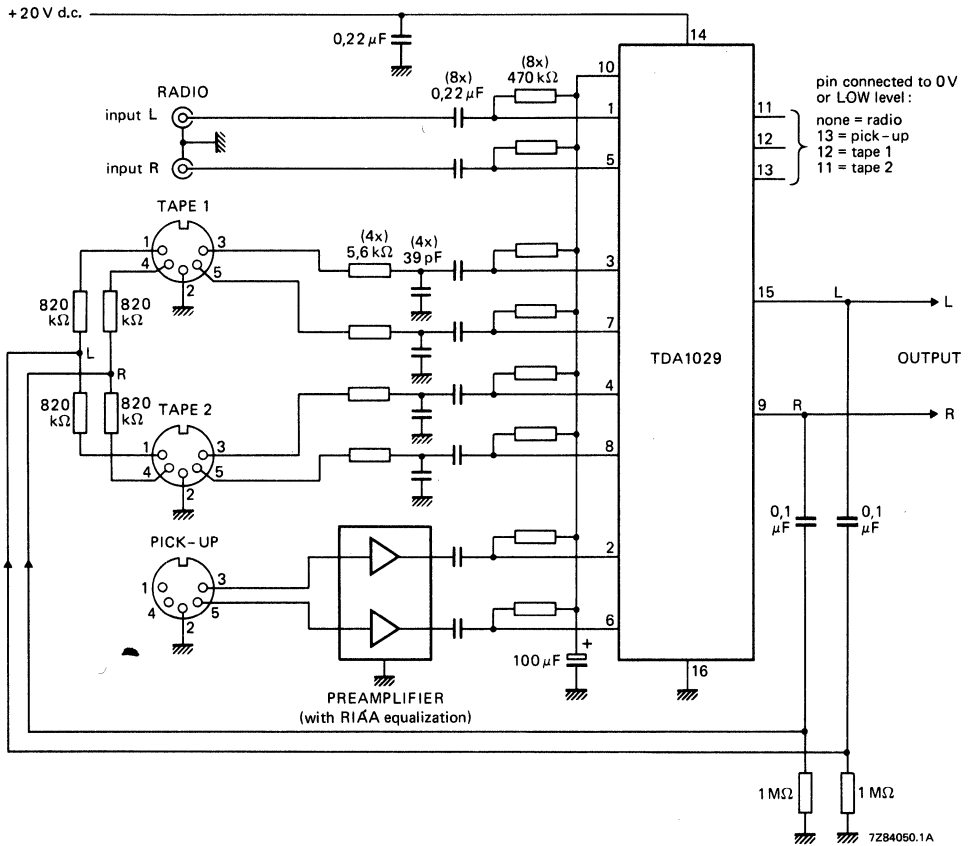 +20 V d.c.
0,22 µF
14
(8x)
0,22 µF
(8x)
470 kΩ
10
pin connected to 0 V
or LOW level:
none = radio
13 = pick-up
12 = tape 1
11 = tape 2
RADIO
input L
1
11
12
input R
5
13
TAPE 1
1
3
4
5
2
(4x)
5,6 kΩ
(4x)
39 pF
3
820
kΩ
820
kΩ
15
L
L
7
L
TDA1029
OUTPUT
R
820
kΩ
820
kΩ
TAPE 2
4
9
R
R
1
3
4
5
2
8
0,1
µF
0,1
µF
PICK-UP
1
3
4
5
2
2
6
+
100 µF
16
PREAMPLIFIER
(with RIAA equalization)
1 MΩ
1 MΩ
7Z84050.1A